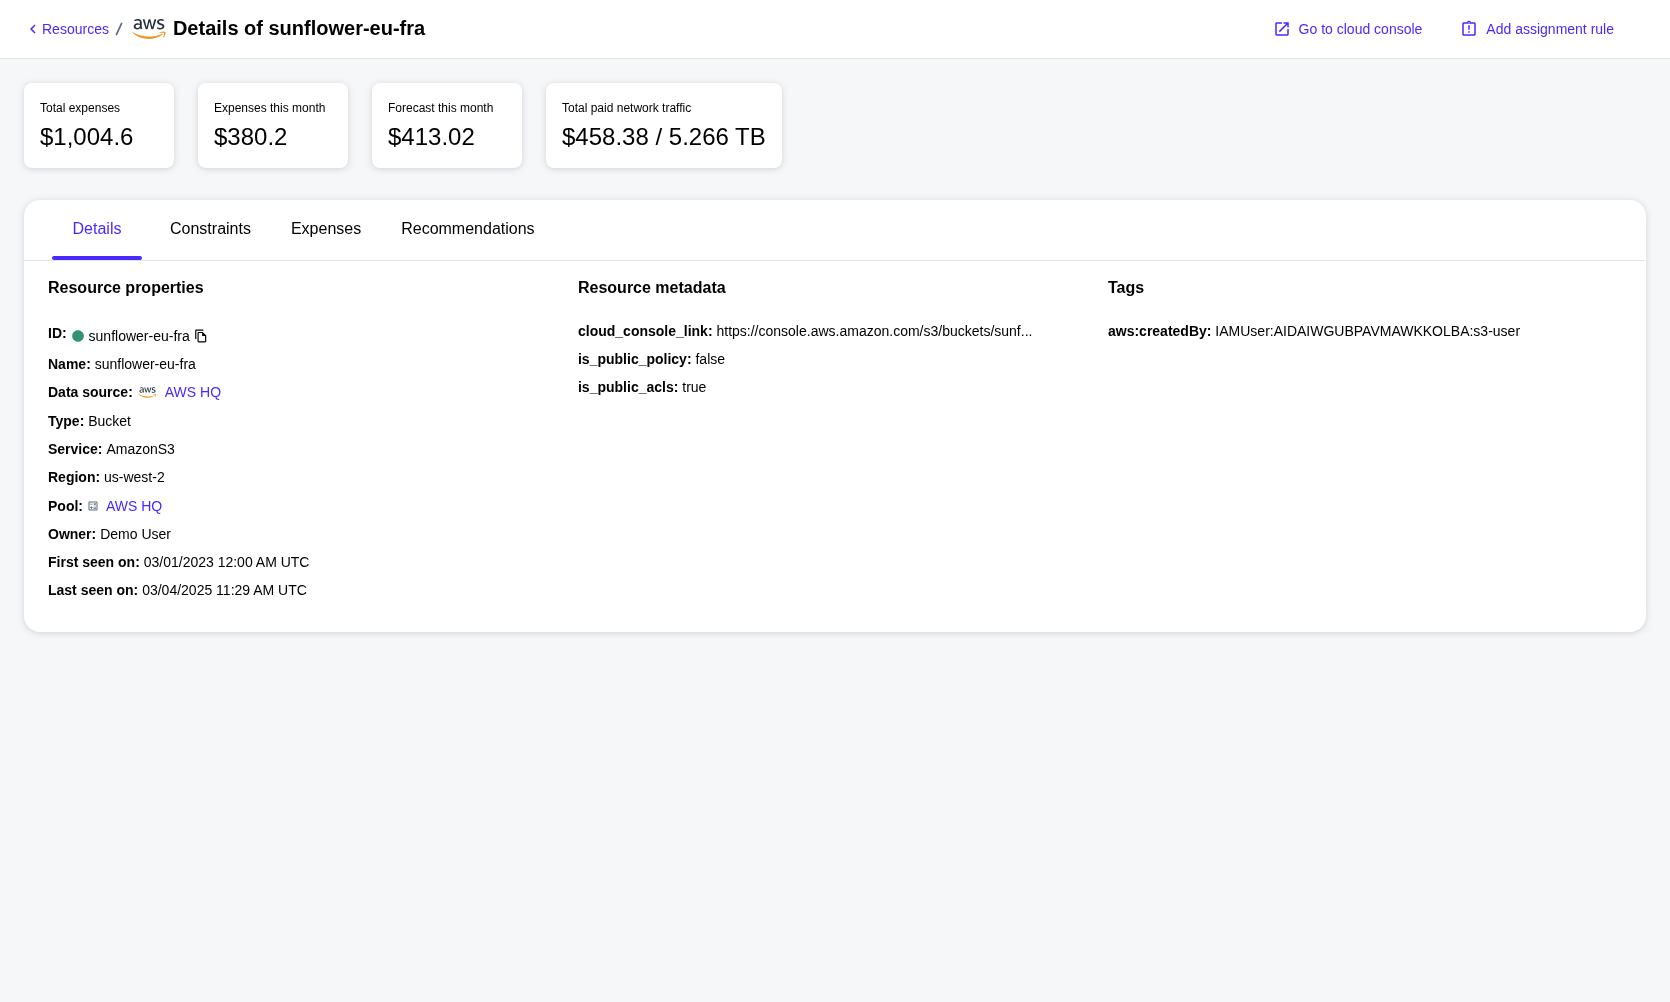 Resources / aws Details of sunflower-eu-fra
Go to cloud console
Add assignment rule
Total expenses
$1,004.6
Expenses this month
$380.2
Forecast this month
$413.02
Total paid network traffic
$458.38 / 5.266 TB
Details
Constraints
Expenses
Recommendations
Resource properties
ID: sunflower-eu-fra
Name: sunflower-eu-fra
Data source: aws AWS HQ
Type: Bucket
Service: AmazonS3
Region: us-west-2
Pool: AWS HQ
Owner: Demo User
First seen on: 03/01/2023 12:00 AM UTC
Last seen on: 03/04/2025 11:29 AM UTC
Resource metadata
cloud_console_link: https://console.aws.amazon.com/s3/buckets/sunf...
is_public_policy: false
is_public_acls: true
Tags
aws:createdBy: IAMUser:AIDAIWGUBPAVMAWKKOLBA:s3-user